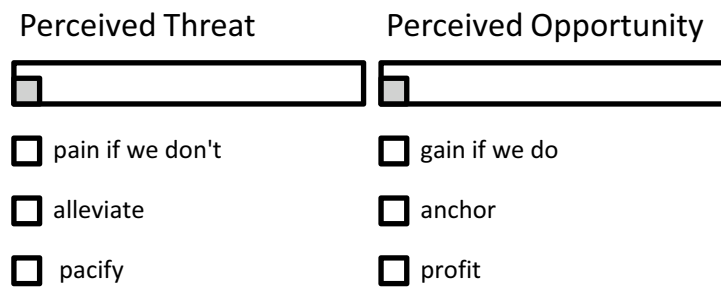 Perceived Threat
pain if we don't
alleviate
pacify
Perceived Opportunity
gain if we do
anchor
profit